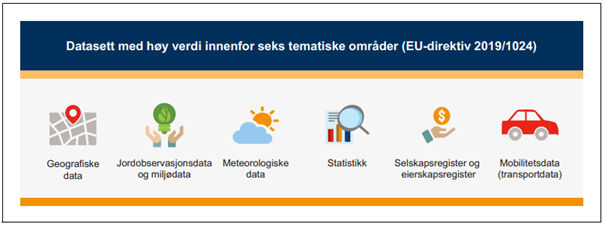 Datasett med høy verdi innenfor seks tematiske områder (EU-direktiv 2019/1024)
Geografiske
data
Jordobservasjonsdata
og miljødata
Meteorologiske
data
Statistikk
Selskapsregister og
eierskapsregister
Mobilitetsdata
(transportdata)